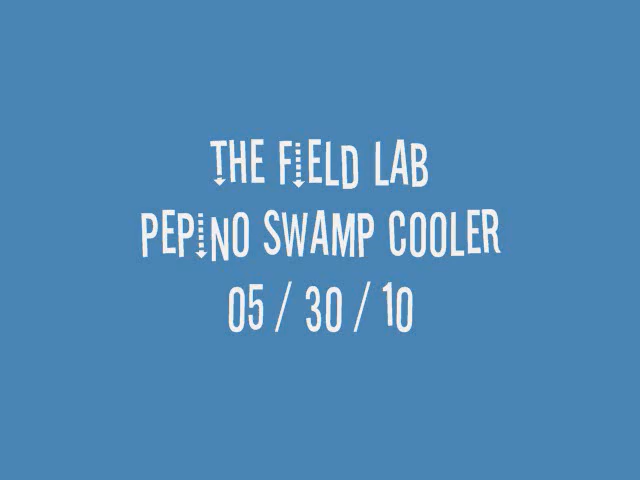 THE FIELD LAB
PEPINO SWAMP COOLER
05 / 30 / 10